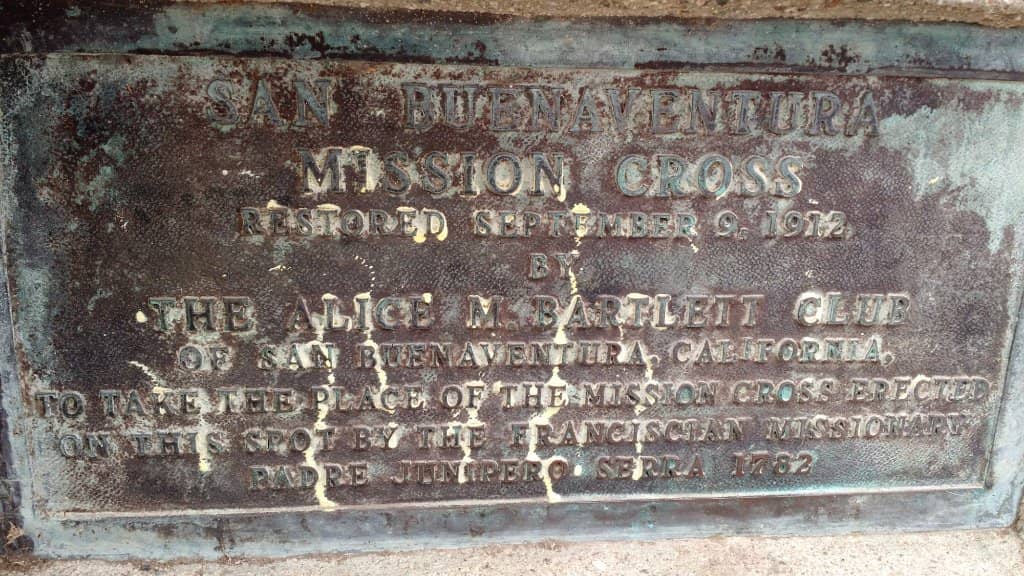 SAN BUENAVENTURA
MISSION CROSS
RESTORED SEPTEMBER 9, 1912
BY
THE ALICE M. BARTLETT CLUB
OF SAN BUENAVENTURA, CALIFORNIA,
TO TAKE THE PLACE OF THE MISSION CROSS ERECTED
ON THIS SPOT BY THE FRANCISCIAN MISSIONARY
PADRE JUNIPERO SERRA 1782